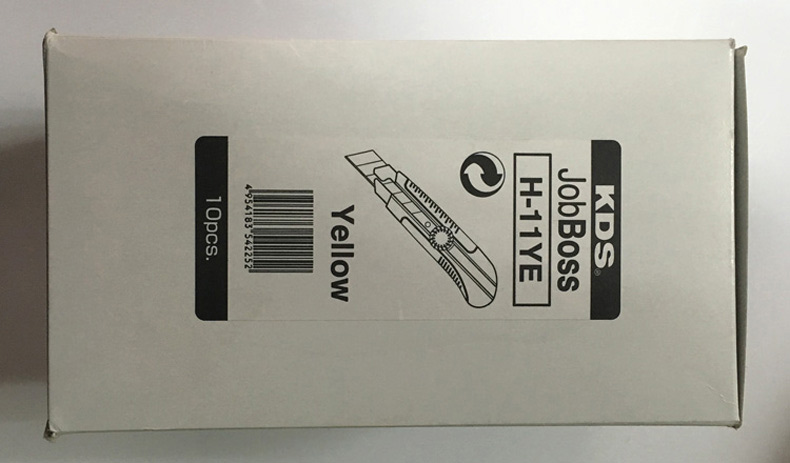 KDS®
JobBoss
H-11YE
Yellow
4954183542252
10pcs.